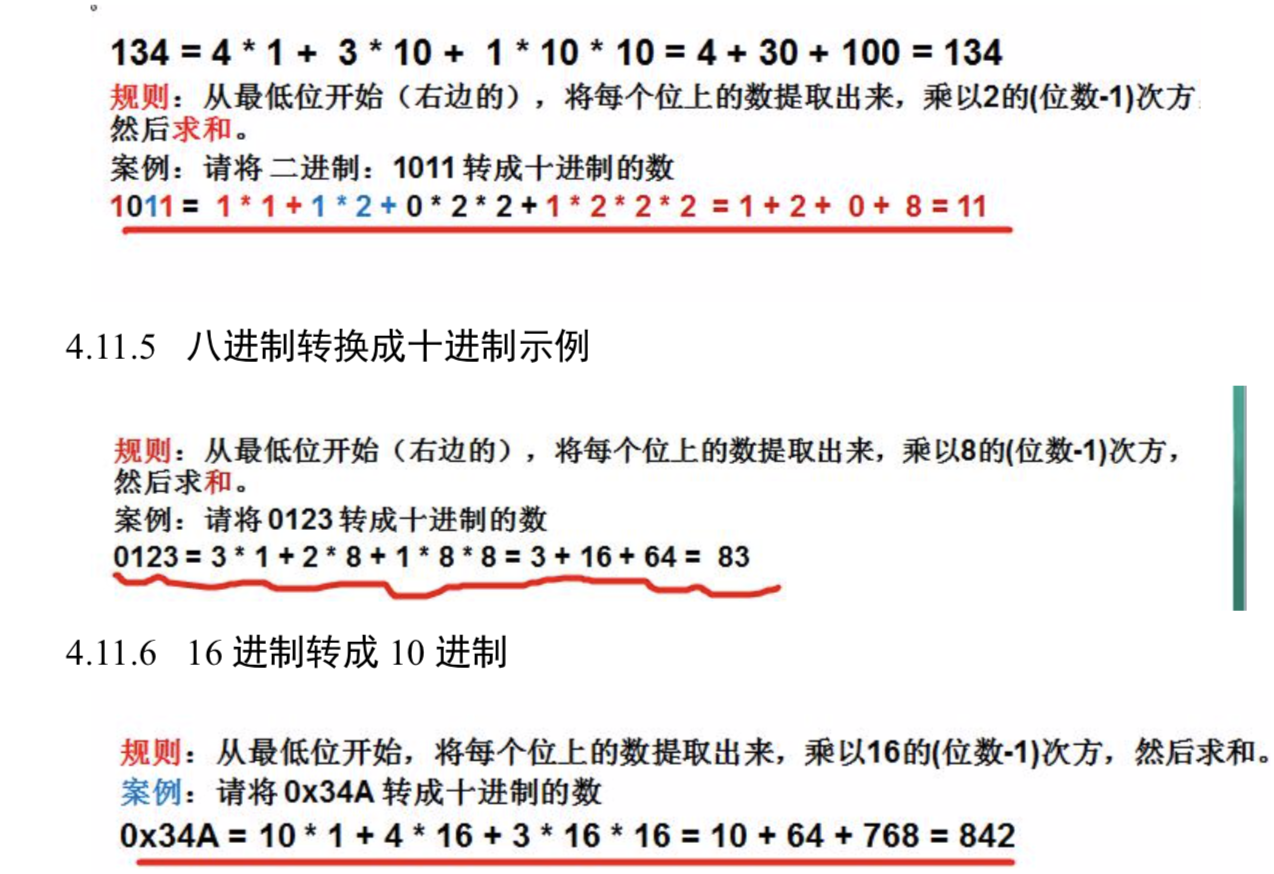 。
134 = 4 * 1 + 3 * 10 + 1 * 10 * 10 = 4 + 30 + 100 = 134
规则：从最低位开始（右边的），将每个位上的数提取出来，乘以2的(位数-1)次方，
然后求和。
案例：请将 二进制：1011 转成十进制的数
1011 = 1 * 1 + 1 * 2 + 0 * 2 * 2 + 1 * 2 * 2 * 2 = 1 + 2 + 0 + 8 = 11
4.11.5 八进制转换成十进制示例
规则：从最低位开始（右边的），将每个位上的数提取出来，乘以8的(位数-1)次方，
然后求和。
案例：请将 0123 转成十进制的数
0123 = 3 * 1 + 2 * 8 + 1 * 8 * 8 = 3 + 16 + 64 = 83
4.11.6 16 进制转成 10 进制
规则：从最低位开始，将每个位上的数提取出来，乘以16的(位数-1)次方，然后求和。
案例：请将 0x34A 转成十进制的数
0x34A = 10 * 1 + 4 * 16 + 3 * 16 * 16 = 10 + 64 + 768 = 842